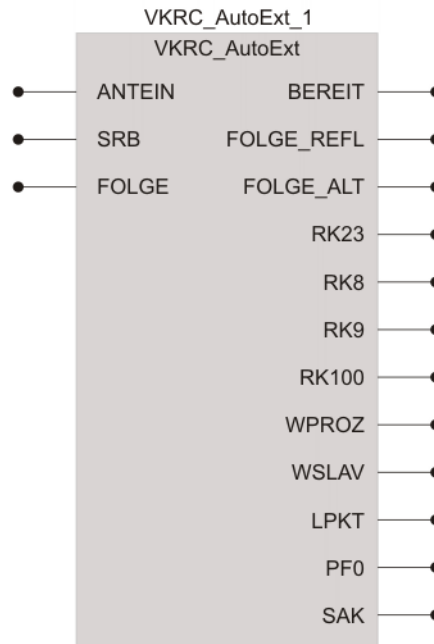 VKRC_AutoExt_1
VKRC_AutoExt
ANTEIN BEREIT
SRB FOLGE_REFL
FOLGE FOLGE_ALT
RK23
RK8
RK9
RK100
WPROZ
WSLAV
LPKT
PF0
SAK